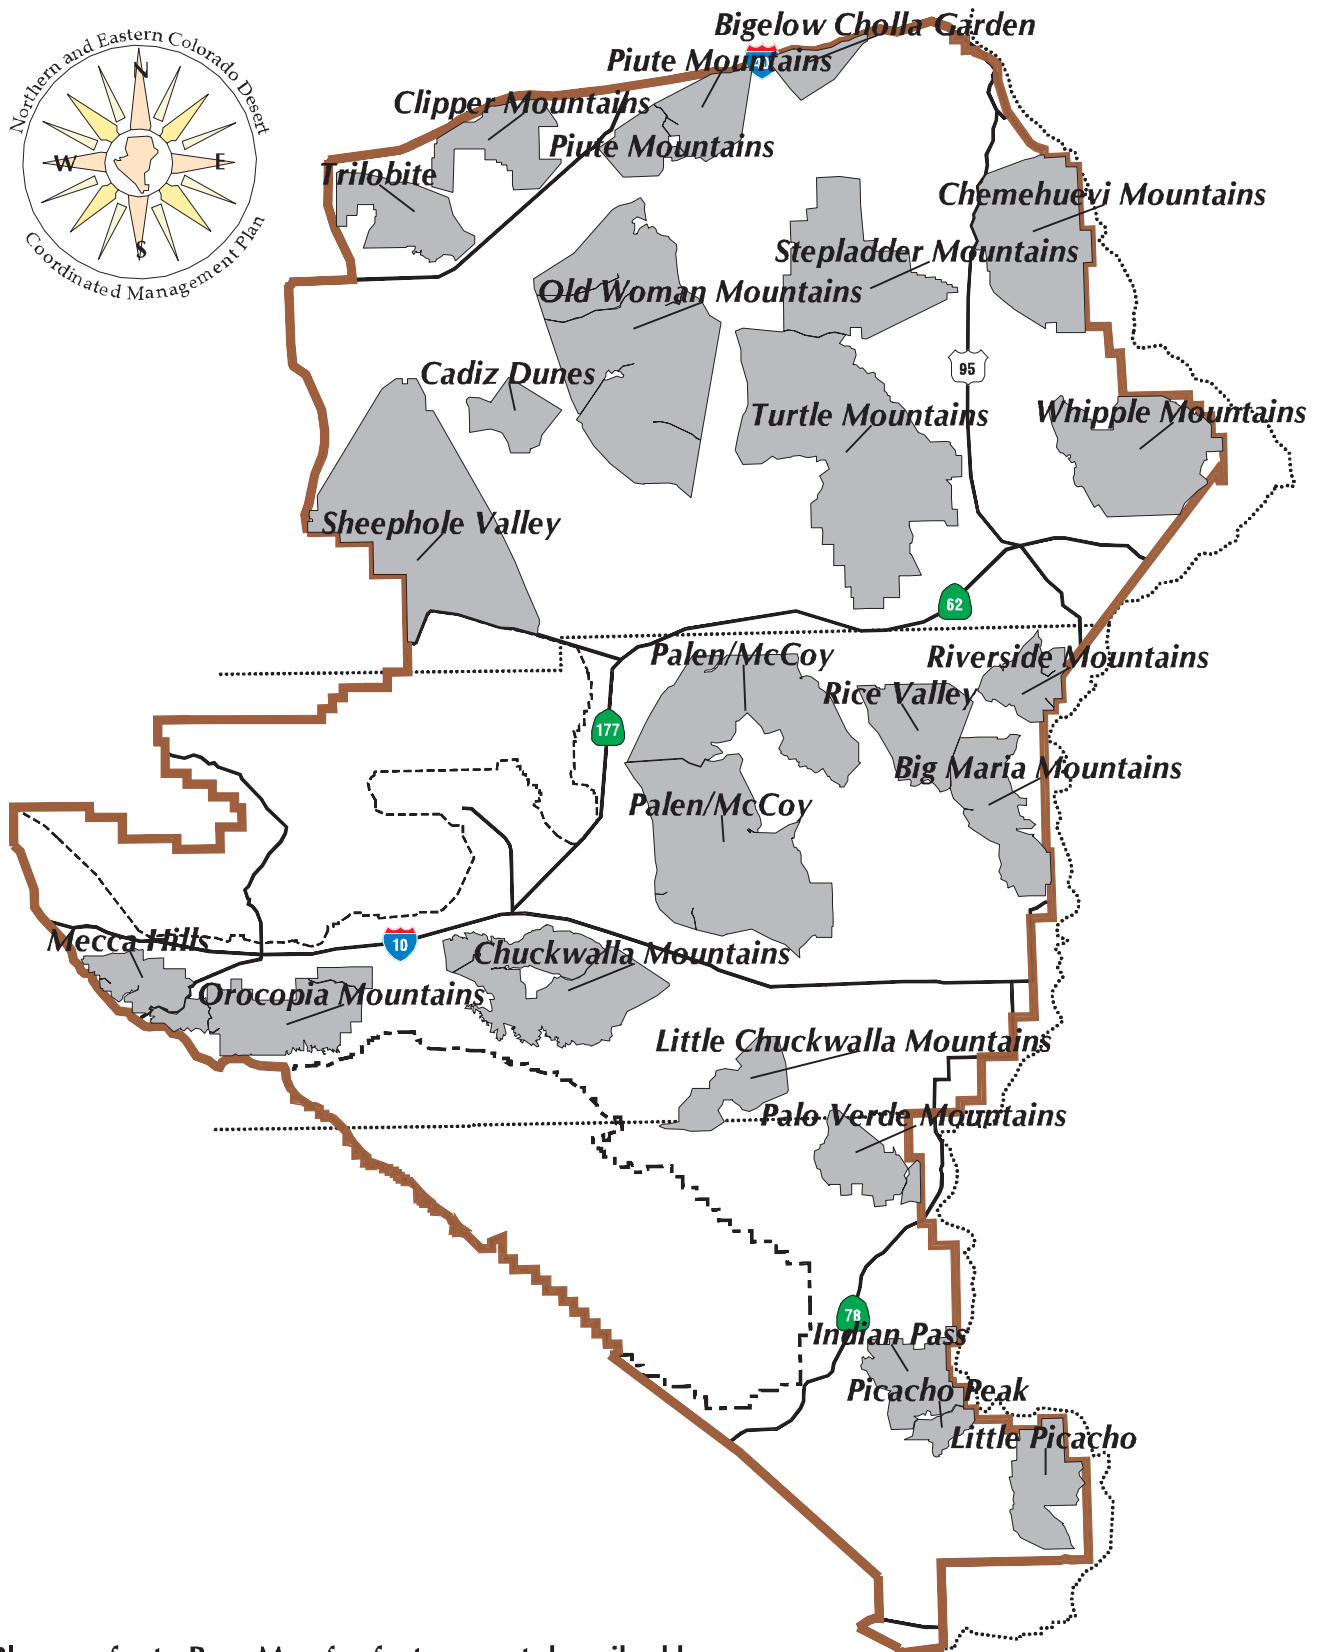 Northern and Eastern Colorado Desert
N
W
E
S
Coordinated Management Plan
Bigelow Cholla Garden
Piute Mountains
40
Clipper Mountains
Piute Mountains
Trilobite
Chemehuevi Mountains
Stepladder Mountains
Old Woman Mountains
95
Cadiz Dunes
Turtle Mountains
Whipple Mountains
Sheephole Valley
62
Palen/McCoy
Riverside Mountains
Rice Valley
177
Big Maria Mountains
Palen/McCoy
Mecca Hills
10
Chuckwalla Mountains
Orocopia Mountains
Little Chuckwalla Mountains
Palo Verde Mountains
78
Indian Pass
Picacho Peak
Little Picacho